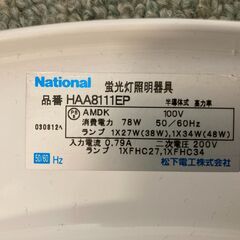 National 蛍光灯照明器具
品番 HAA8111EP 半導体式 高力率
AMDK 100V
消費電力 78W 50/60Hz
030812ヘ
ランプ 1X27W(38W),1X34W(48W)
入力電流 0.79A 二次電圧 200V
ランプ 1XFHC27,1XFHC34
50/60 Hz 松下電工株式会社